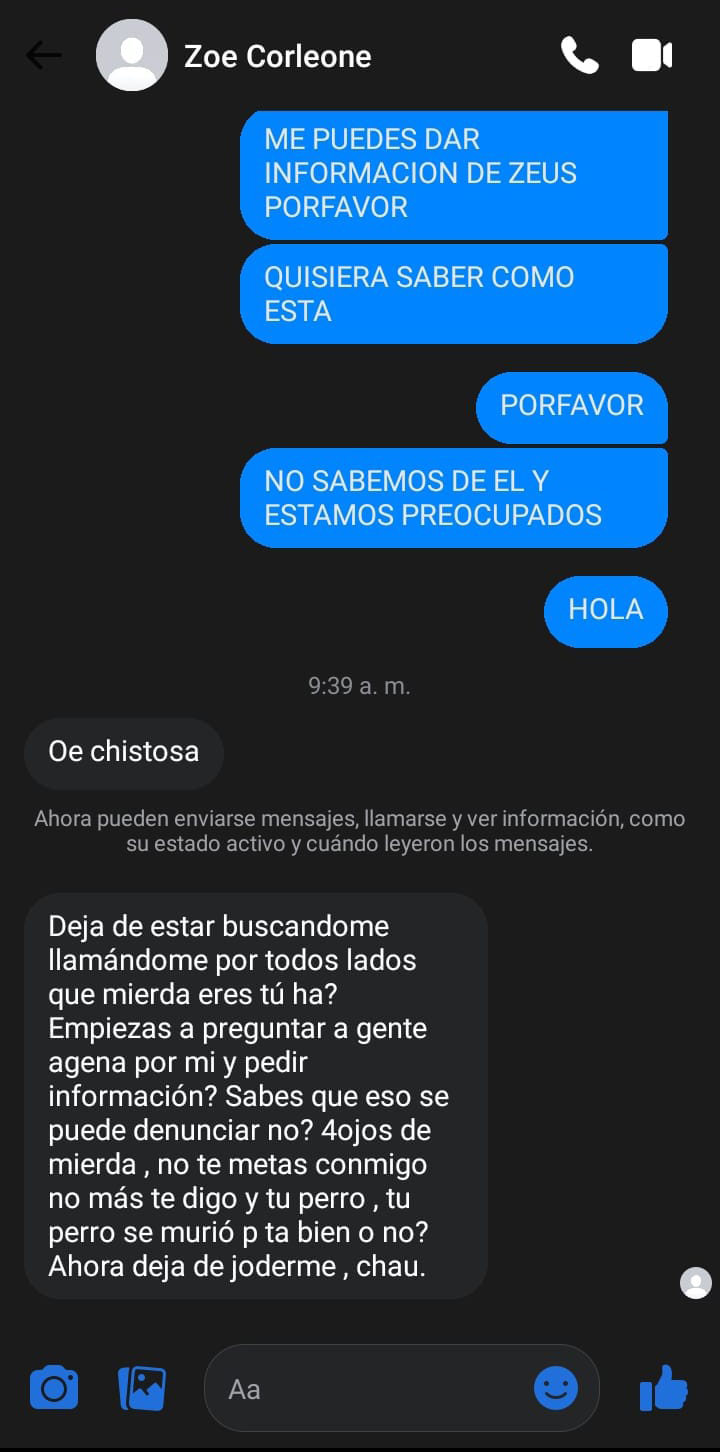 Zoe Corleone
ME PUEDES DAR
INFORMACION DE ZEUS
PORFAVOR
QUISIERA SABER COMO
ESTA
PORFAVOR
NO SABEMOS DE EL Y
ESTAMOS PREOCUPADOS
HOLA
9:39 a. m.
Oe chistosa
Ahora pueden enviarse mensajes, llamarse y ver información, como
su estado activo y cuándo leyeron los mensajes.
Deja de estar buscandome
llamándome por todos lados
que mierda eres tú ha?
Empiezas a preguntar a gente
agena por mi y pedir
información? Sabes que eso se
puede denunciar no? 4ojos de
mierda , no te metas conmigo
no más te digo y tu perro , tu
perro se murió p ta bien o no?
Ahora deja de joderme , chau.
Aa